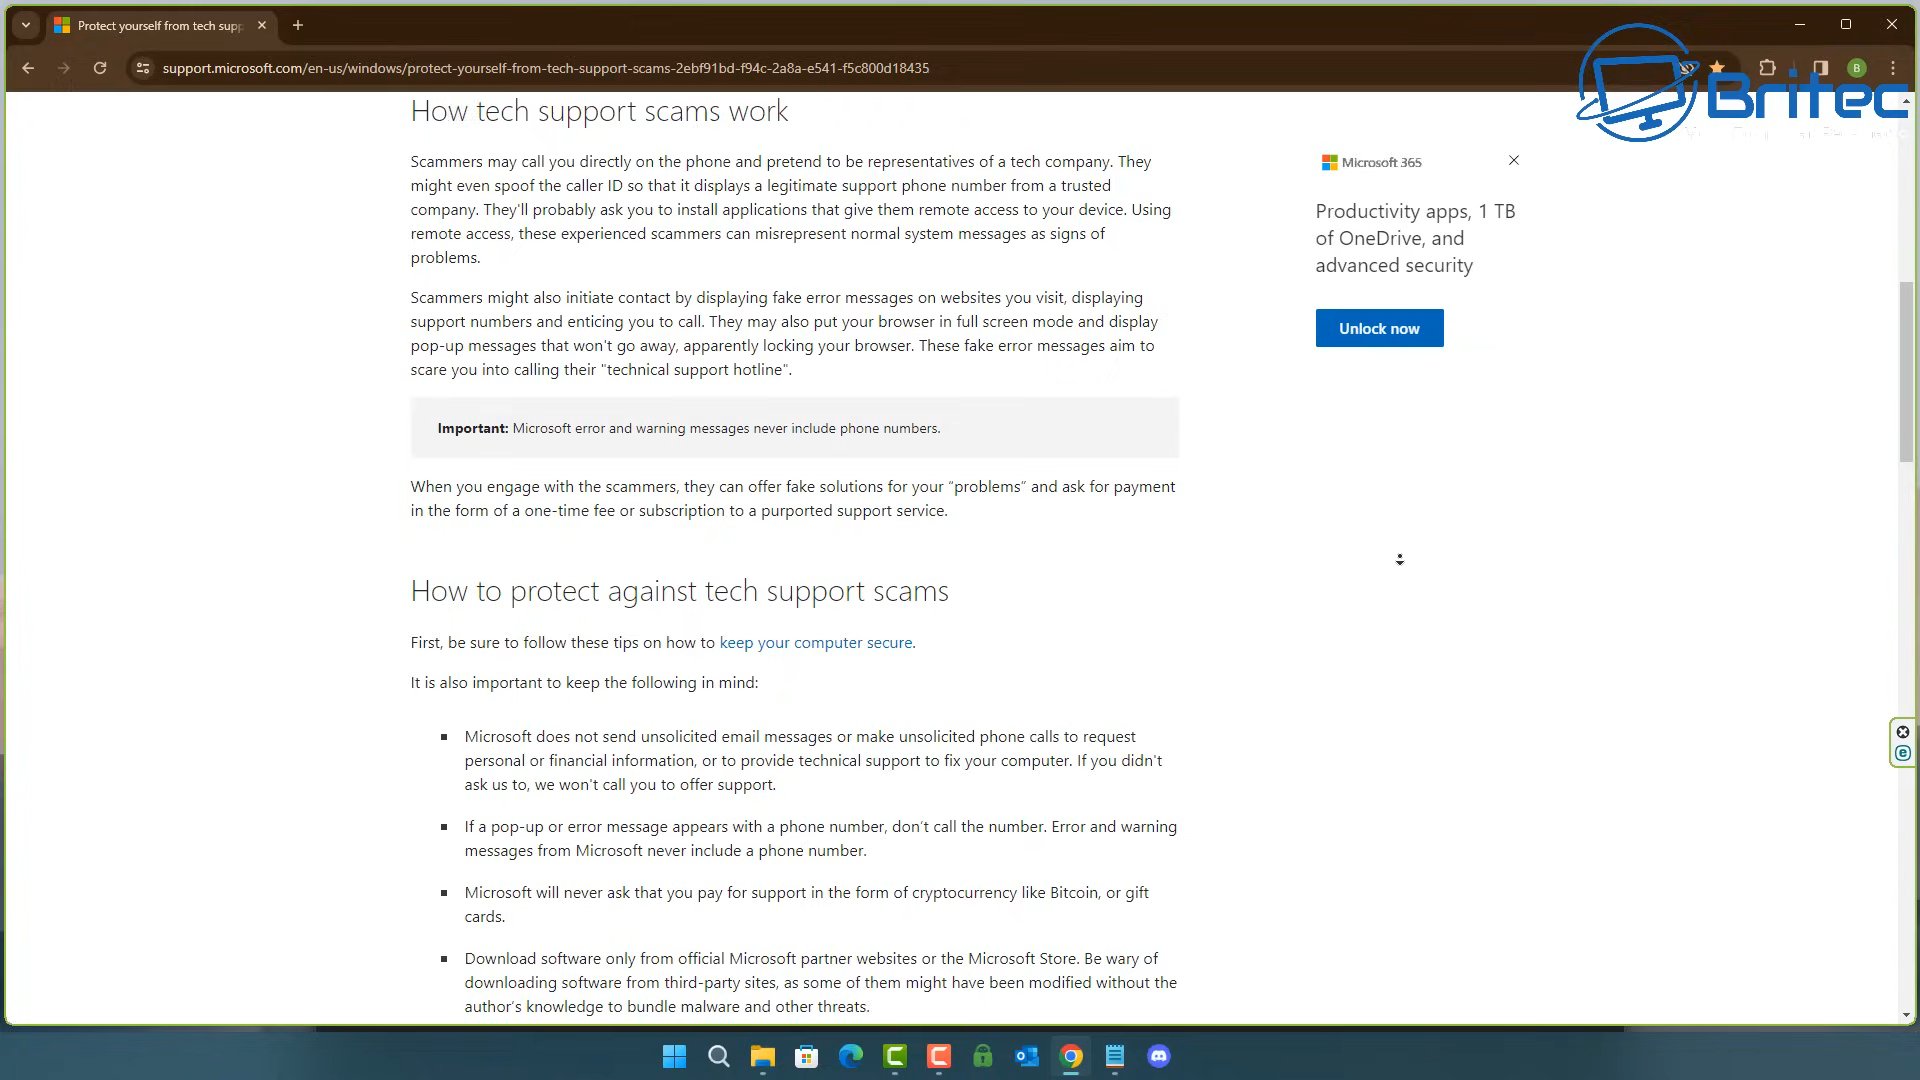 Protect yourself from tech supp
support.microsoft.com/en-us/windows/protect-yourself-from-tech-support-scams-2ebf91bd-f94c-2a8a-e541-f5c800d18435
B
Britec
How tech support scams work
Scammers may call you directly on the phone and pretend to be representatives of a tech company. They
might even spoof the caller ID so that it displays a legitimate support phone number from a trusted
company. They'll probably ask you to install applications that give them remote access to your device. Using
remote access, these experienced scammers can misrepresent normal system messages as signs of
problems.
Scammers might also initiate contact by displaying fake error messages on websites you visit, displaying
support numbers and enticing you to call. They may also put your browser in full screen mode and display
pop-up messages that won't go away, apparently locking your browser. These fake error messages aim to
scare you into calling their "technical support hotline".
Important: Microsoft error and warning messages never include phone numbers.
When you engage with the scammers, they can offer fake solutions for your “problems” and ask for payment
in the form of a one-time fee or subscription to a purported support service.
How to protect against tech support scams
First, be sure to follow these tips on how to keep your computer secure.
It is also important to keep the following in mind:
Microsoft does not send unsolicited email messages or make unsolicited phone calls to request
personal or financial information, or to provide technical support to fix your computer. If you didn't
ask us to, we won't call you to offer support.
If a pop-up or error message appears with a phone number, don’t call the number. Error and warning
messages from Microsoft never include a phone number.
Microsoft will never ask that you pay for support in the form of cryptocurrency like Bitcoin, or gift
cards.
Download software only from official Microsoft partner websites or the Microsoft Store. Be wary of
downloading software from third-party sites, as some of them might have been modified without the
author’s knowledge to bundle malware and other threats.
Microsoft 365
Productivity apps, 1 TB
of OneDrive, and
advanced security
Unlock now